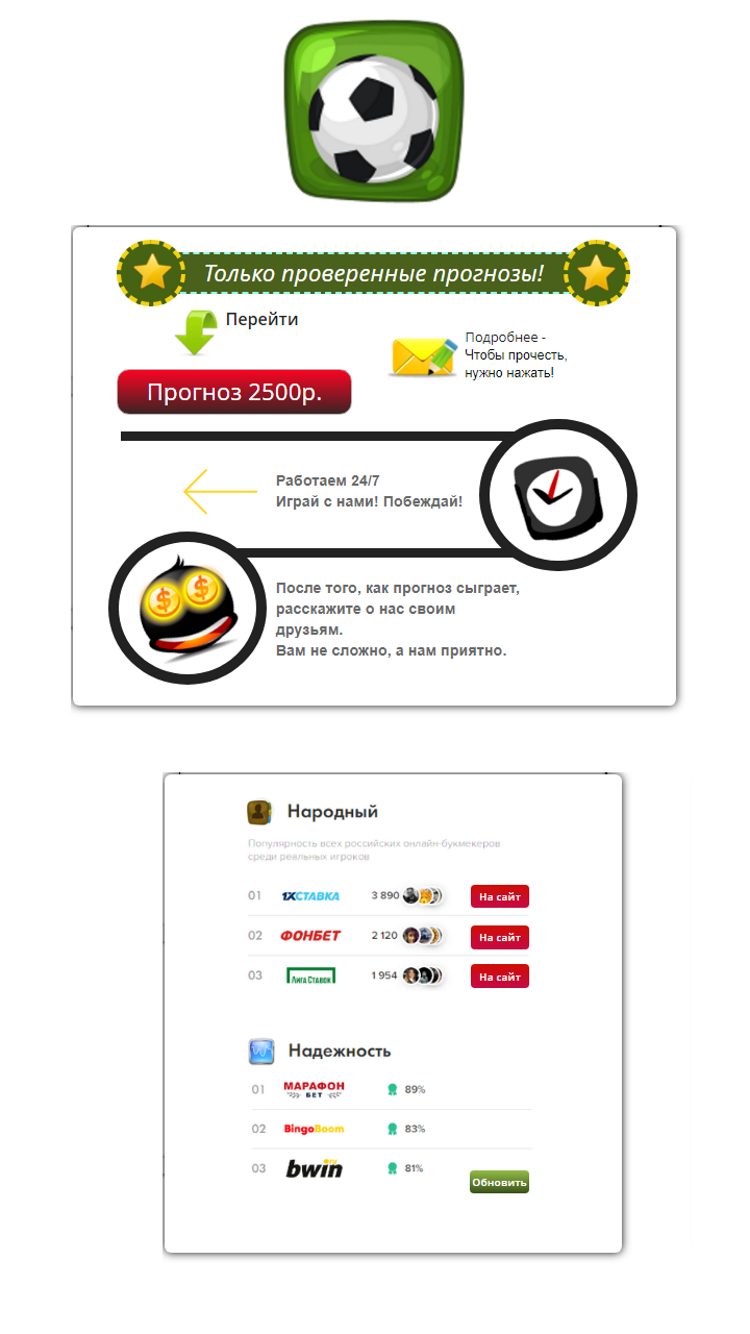 Только проверенные прогнозы!
Перейти
Подробнее -
Чтобы прочесть,
нужно нажать!
Прогноз 2500р.
Работаем 24/7
Играй с нами! Побеждай!
После того, как прогноз сыграет,
расскажите о нас своим
друзьям.
Вам не сложно, а нам приятно.
Народный
Популярность всех российских онлайн-букмекеров
среди реальных игроков
01 1XСТАВКА 3 890 На сайт
02 ФОНБЕТ 2 120 На сайт
03 ЛИГА СТАВОК 1 954 На сайт
Надежность
01 МАРАФОН БЕТ 89%
02 BingoBoom 83%
03 bwin 81%
Обновить